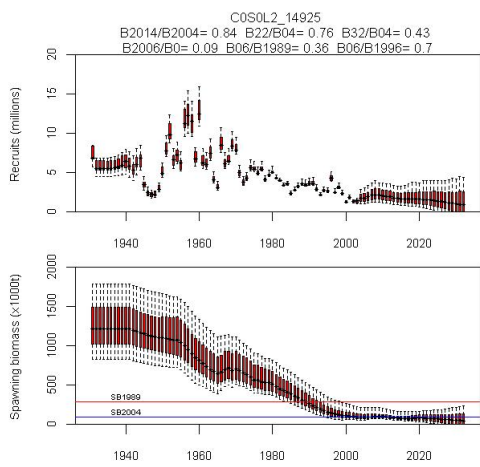 C0S0L2_14925
B2014/B2004= 0.84 B22/B04= 0.76 B32/B04= 0.43
B2006/B0= 0.09 B06/B1989= 0.36 B06/B1996= 0.7
Recruits (millions)
20
15
10
5
0
1940 1960 1980 2000 2020
Spawning biomass (x1000t)
2000
1500
1000
500
0
SB1989
SB2004
1940 1960 1980 2000 2020